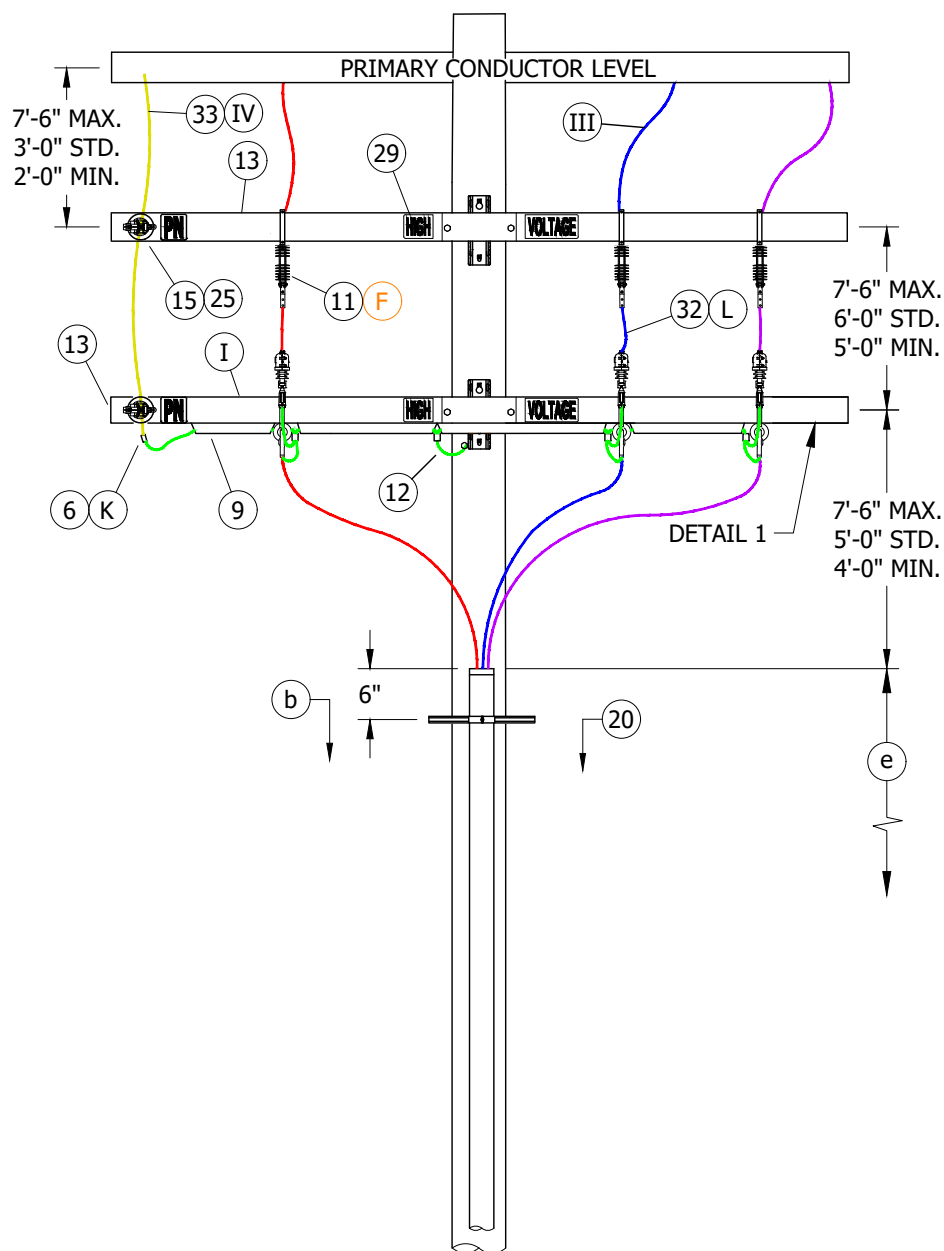 PRIMARY CONDUCTOR LEVEL
7'-6" MAX.
3'-0" STD.
2'-0" MIN.
33 IV
III
13
29
PN
HIGH
VOLTAGE
15 25
11 F
32 L
7'-6" MAX.
6'-0" STD.
5'-0" MIN.
13
I
PN
HIGH
VOLTAGE
6 K
9
12
DETAIL 1
7'-6" MAX.
5'-0" STD.
4'-0" MIN.
b
6"
20
e